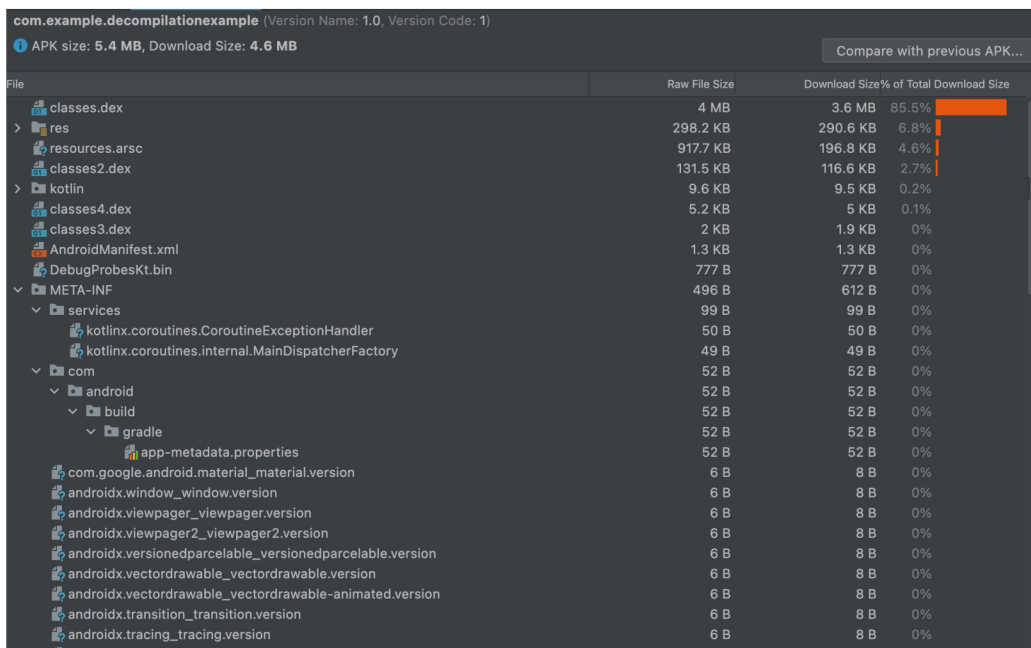 com.example.decompilationexample (Version Name: 1.0, Version Code: 1)
APK size: 5.4 MB, Download Size: 4.6 MB
Compare with previous APK...
File Raw File Size Download Size % of Total Download Size
classes.dex 4 MB 3.6 MB 85.5%
res 298.2 KB 290.6 KB 6.8%
resources.arsc 917.7 KB 196.8 KB 4.6%
classes2.dex 131.5 KB 116.6 KB 2.7%
kotlin 9.6 KB 9.5 KB 0.2%
classes4.dex 5.2 KB 5 KB 0.1%
classes3.dex 2 KB 1.9 KB 0%
AndroidManifest.xml 1.3 KB 1.3 KB 0%
DebugProbesKt.bin 777 B 777 B 0%
META-INF 496 B 612 B 0%
services 99 B 99 B 0%
kotlinx.coroutines.CoroutineExceptionHandler 50 B 50 B 0%
kotlinx.coroutines.internal.MainDispatcherFactory 49 B 49 B 0%
com 52 B 52 B 0%
android 52 B 52 B 0%
build 52 B 52 B 0%
gradle 52 B 52 B 0%
app-metadata.properties 52 B 52 B 0%
com.google.android.material_material.version 6 B 8 B 0%
androidx.window_window.version 6 B 8 B 0%
androidx.viewpager_viewpager.version 6 B 8 B 0%
androidx.viewpager2_viewpager2.version 6 B 8 B 0%
androidx.versionedparcelable_versionedparcelable.version 6 B 8 B 0%
androidx.vectordrawable_vectordrawable.version 6 B 8 B 0%
androidx.vectordrawable_vectordrawable-animated.version 6 B 8 B 0%
androidx.transition_transition.version 6 B 8 B 0%
androidx.tracing_tracing.version 6 B 8 B 0%